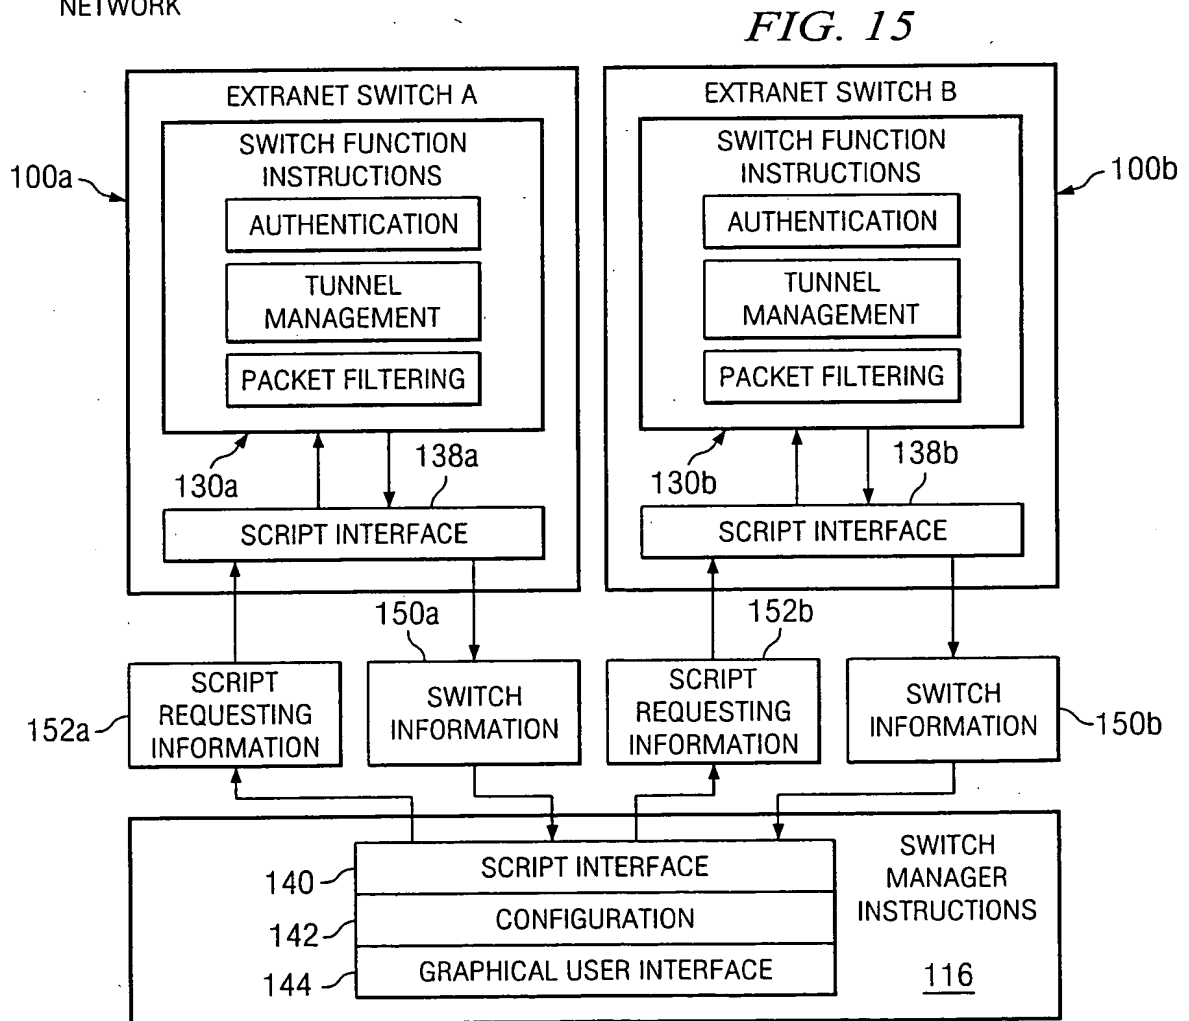 NETWORK
FIG. 15
EXTRANET SWITCH A
SWITCH FUNCTION
INSTRUCTIONS
AUTHENTICATION
TUNNEL
MANAGEMENT
PACKET FILTERING
100a
130a
138a
SCRIPT INTERFACE
EXTRANET SWITCH B
SWITCH FUNCTION
INSTRUCTIONS
AUTHENTICATION
TUNNEL
MANAGEMENT
PACKET FILTERING
100b
130b
138b
SCRIPT INTERFACE
152a
SCRIPT
REQUESTING
INFORMATION
150a
SWITCH
INFORMATION
152b
SCRIPT
REQUESTING
INFORMATION
SWITCH
INFORMATION
150b
140
SCRIPT INTERFACE
142
CONFIGURATION
144
GRAPHICAL USER INTERFACE
SWITCH
MANAGER
INSTRUCTIONS
116